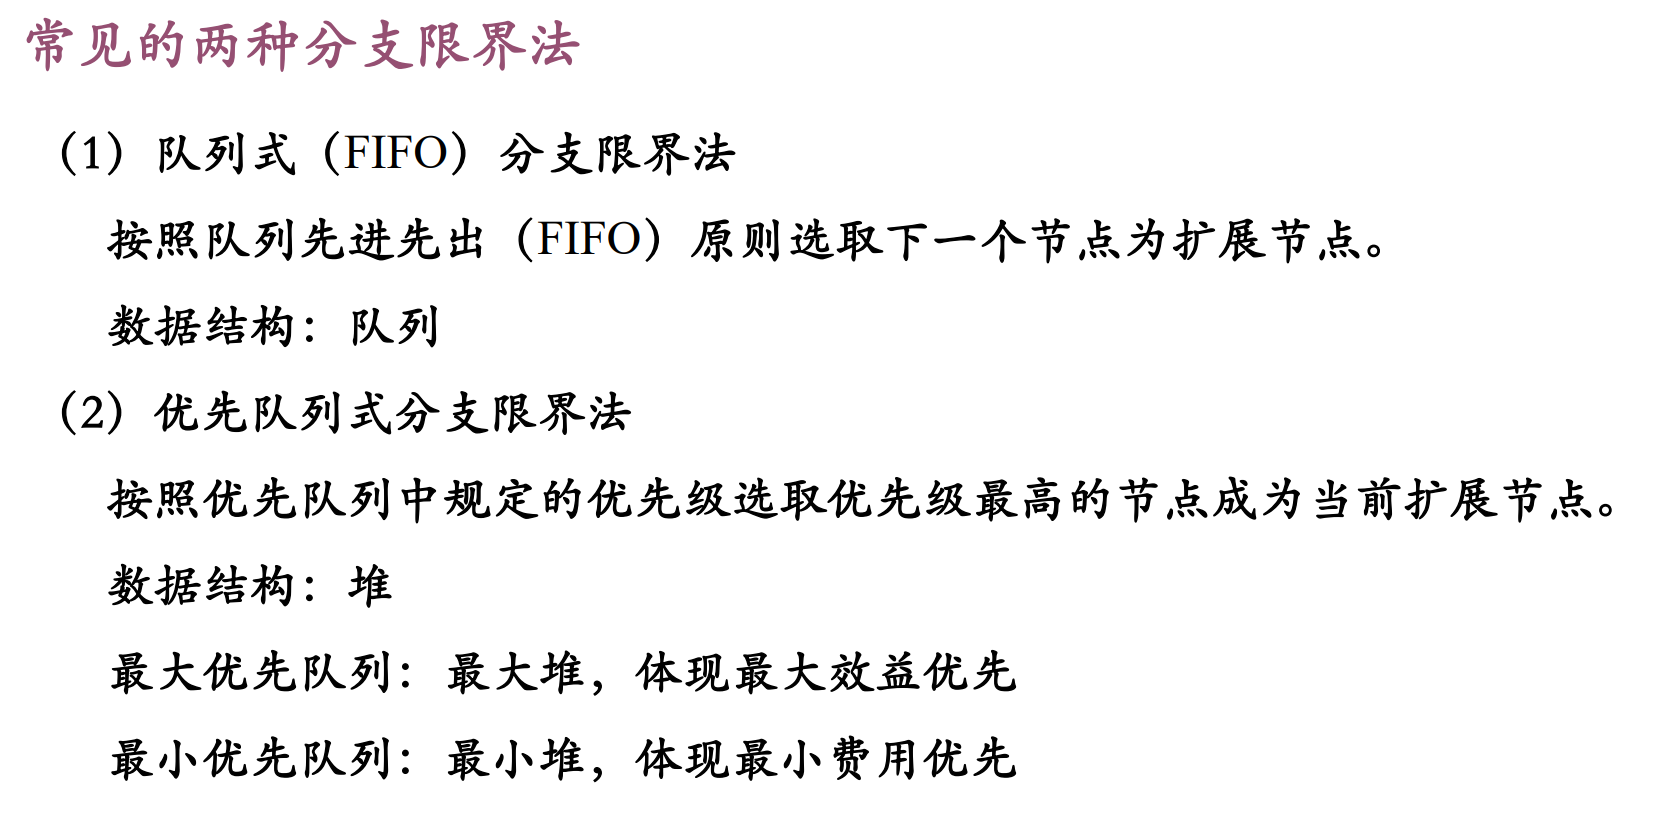 常见的两种分支限界法
（1）队列式（FIFO）分支限界法
按照队列先进先出（FIFO）原则选取下一个节点为扩展节点。
数据结构：队列
（2）优先队列式分支限界法
按照优先队列中规定的优先级选取优先级最高的节点成为当前扩展节点。
数据结构：堆
最大优先队列：最大堆，体现最大效益优先
最小优先队列：最小堆，体现最小费用优先